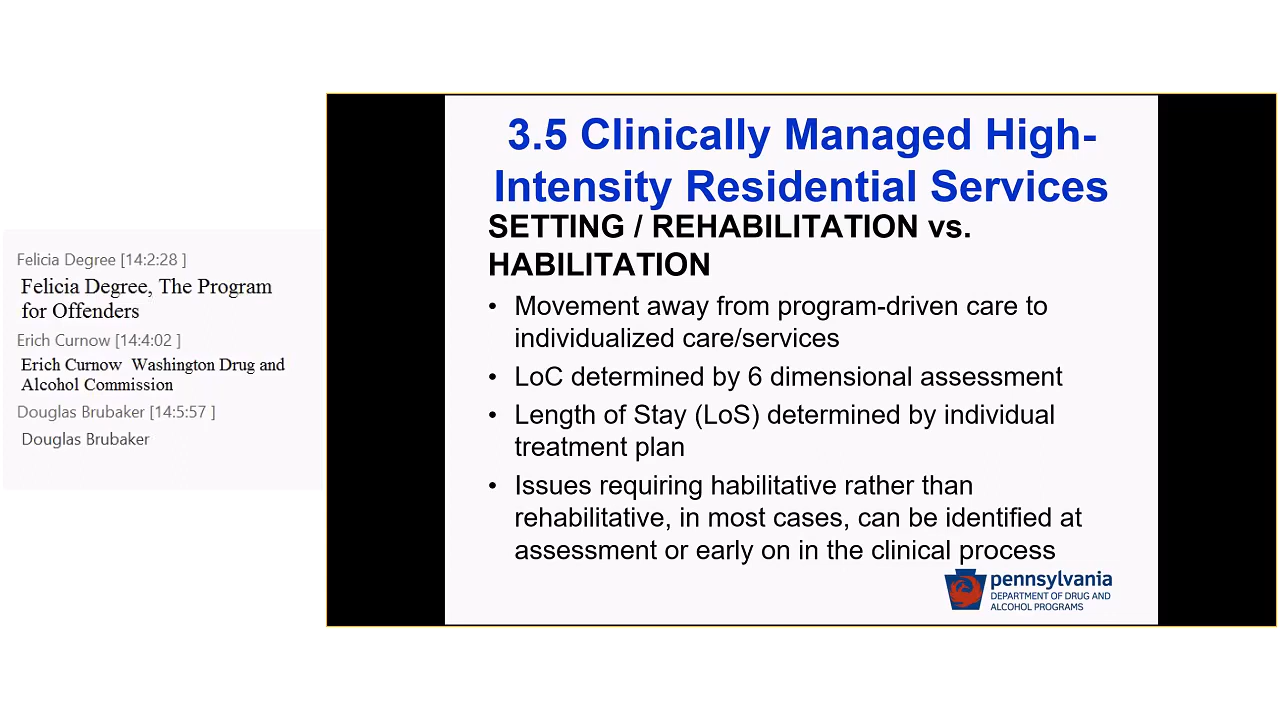 Felicia Degree [14:2:28 ]
Felicia Degree, The Program
for Offenders
Erich Curnow [14:4:02 ]
Erich Curnow  Washington Drug and
Alcohol Commission
Douglas Brubaker [14:5:57 ]
Douglas Brubaker
3.5 Clinically Managed High-
Intensity Residential Services
SETTING / REHABILITATION vs.
HABILITATION
• Movement away from program-driven care to
individualized care/services
• LoC determined by 6 dimensional assessment
• Length of Stay (LoS) determined by individual
treatment plan
• Issues requiring habilitative rather than
rehabilitative, in most cases, can be identified at
assessment or early on in the clinical process
pennsylvania
DEPARTMENT OF DRUG AND
ALCOHOL PROGRAMS